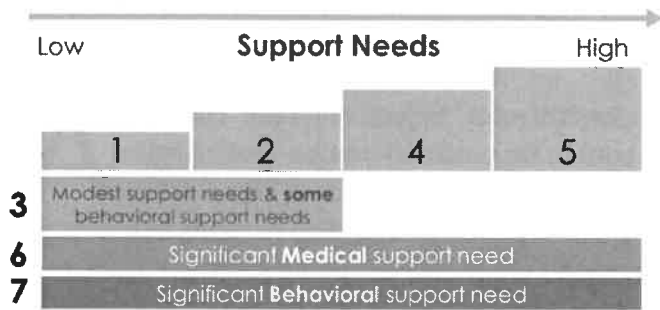 Low Support Needs High
1 2 4 5
3 Modest support needs & some
behavioral support needs
6 Significant Medical support need
7 Significant Behavioral support need